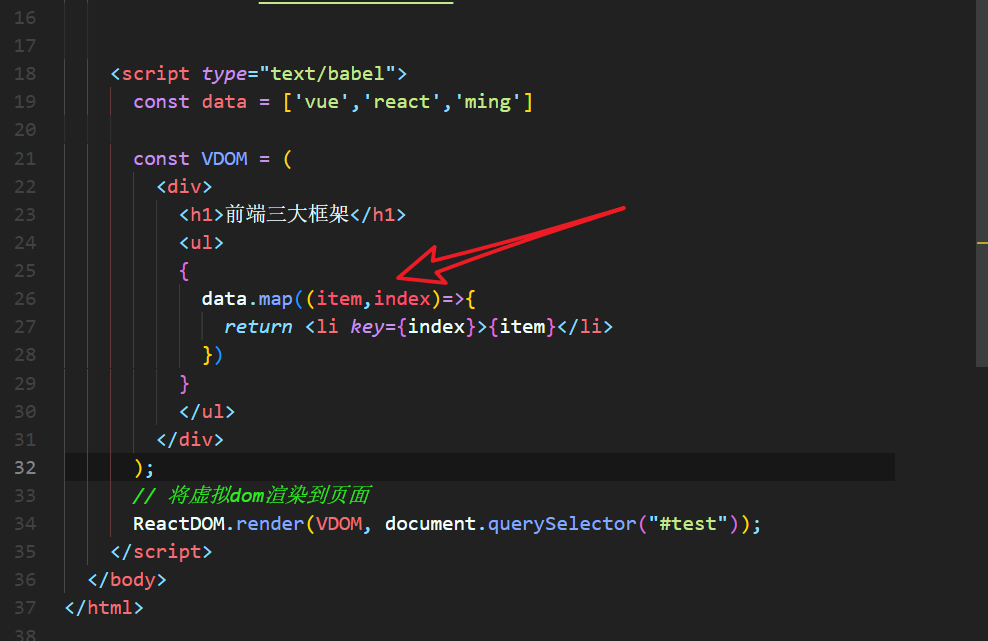 16
17
18 <script type="text/babel">
19 const data = ['vue','react','ming']
20
21 const VDOM = (
22 <div>
23 <h1>前端三大框架</h1>
24 <ul>
25 {
26 data.map((item,index)=>{
27 return <li key={index}>{item}</li>
28 })
29 }
30 </ul>
31 </div>
32 );
33 // 将虚拟dom渲染到页面
34 ReactDOM.render(VDOM, document.querySelector("#test"));
35 </script>
36 </body>
37 </html>
38